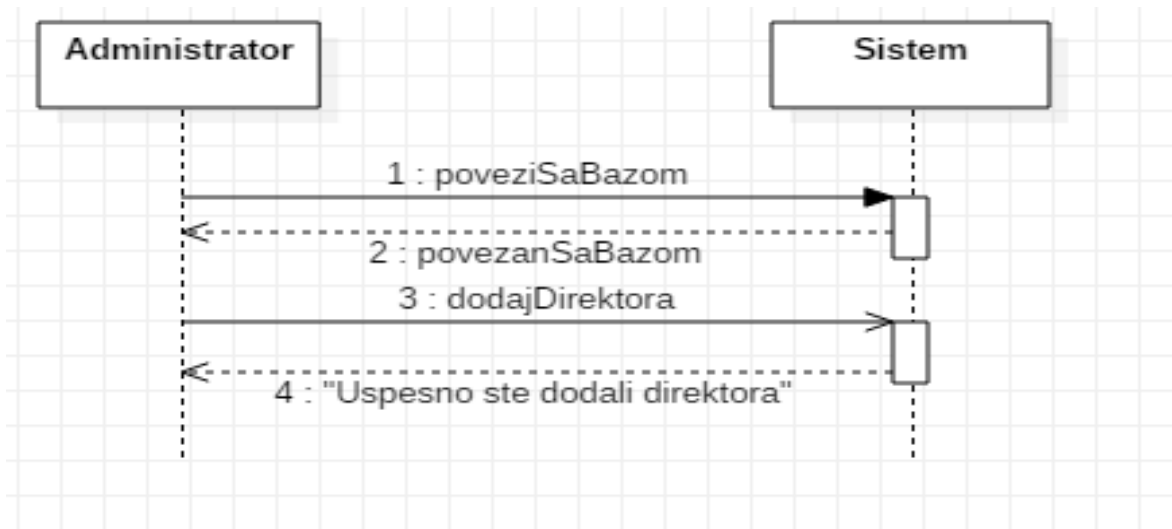 Administrator
Sistem
1 : poveziSaBazom
2 : povezanSaBazom
3 : dodajDirektora
4 : "Uspesno ste dodali direktora"